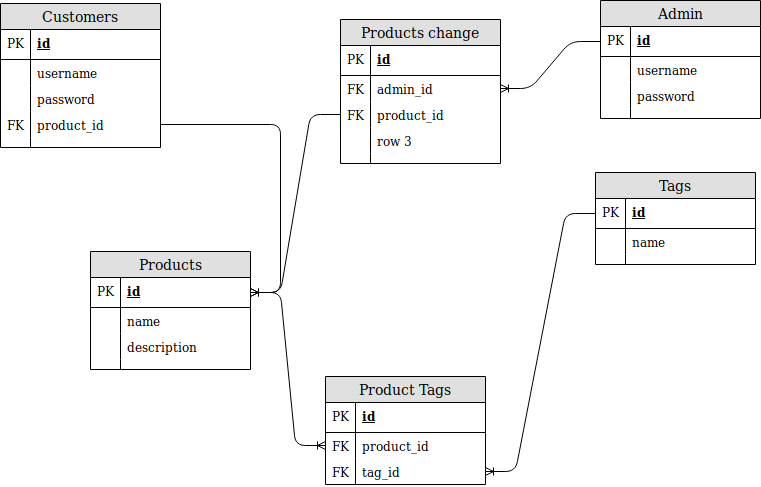 Customers
PK id
username
password
FK product_id
Products change
PK id
FK admin_id
FK product_id
row 3
Admin
PK id
username
password
Tags
PK id
name
Products
PK id
name
description
Product Tags
PK id
FK product_id
FK tag_id